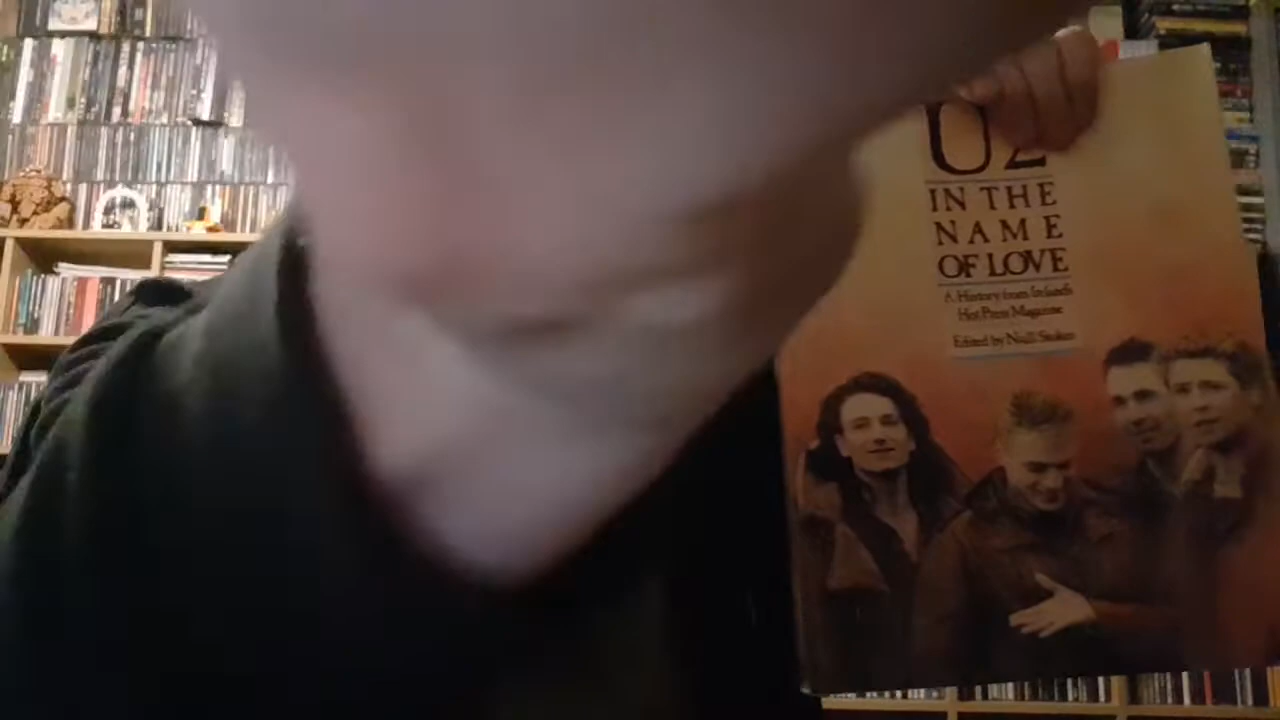 U2
IN THE
NAME
OF LOVE
A History from Ireland's
Hot Press Magazine
Edited by Niall Stokes